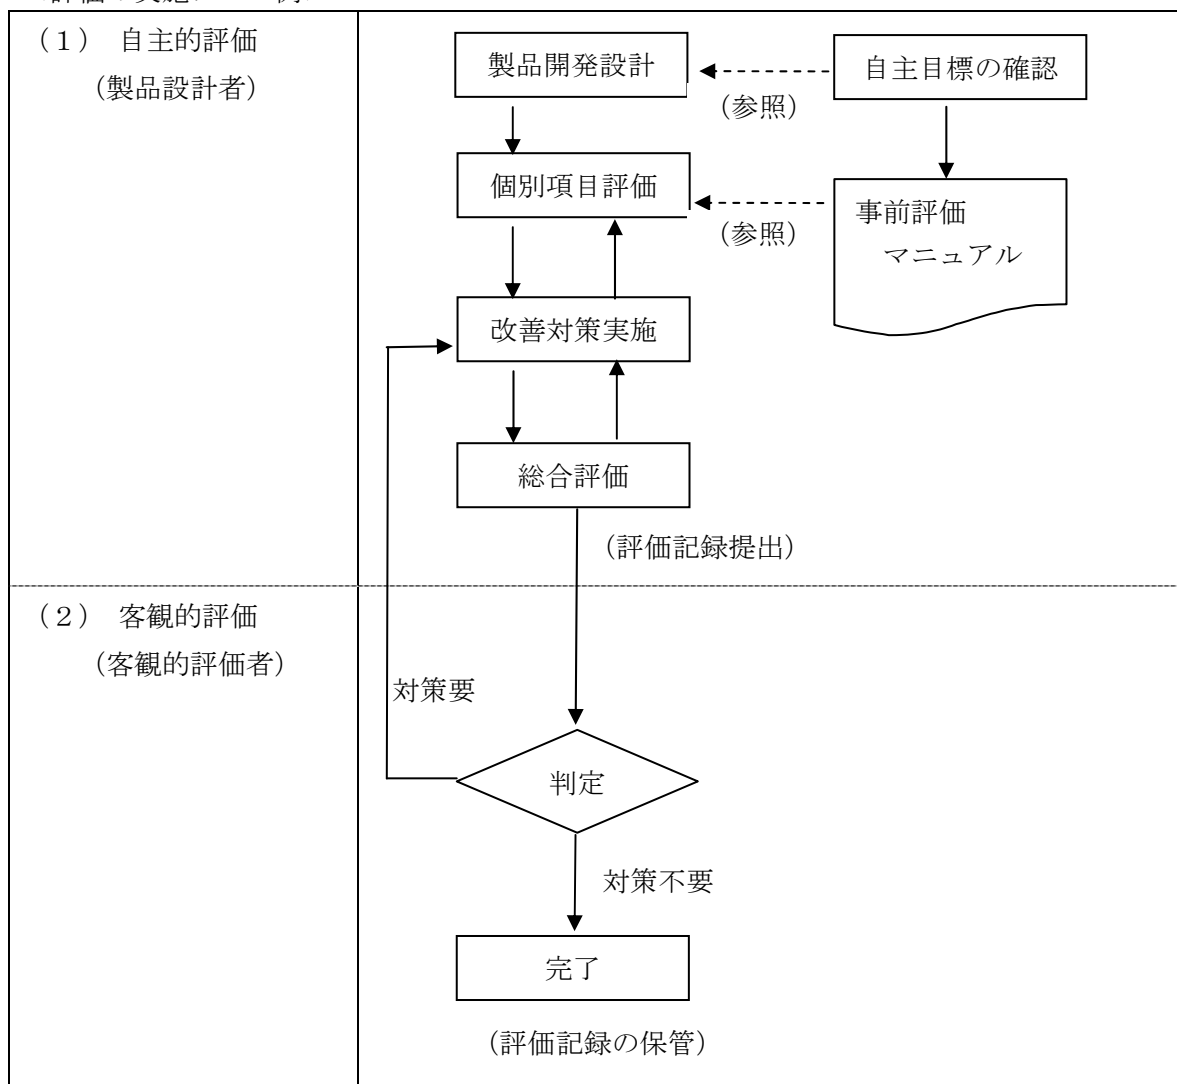 （１） 自主的評価
（製品設計者）
製品開発設計
自主目標の確認
（参照）
個別項目評価
事前評価
マニュアル
（参照）
改善対策実施
総合評価
（評価記録提出）
（２） 客観的評価
（客観的評価者）
対策要
判定
対策不要
完了
（評価記録の保管）